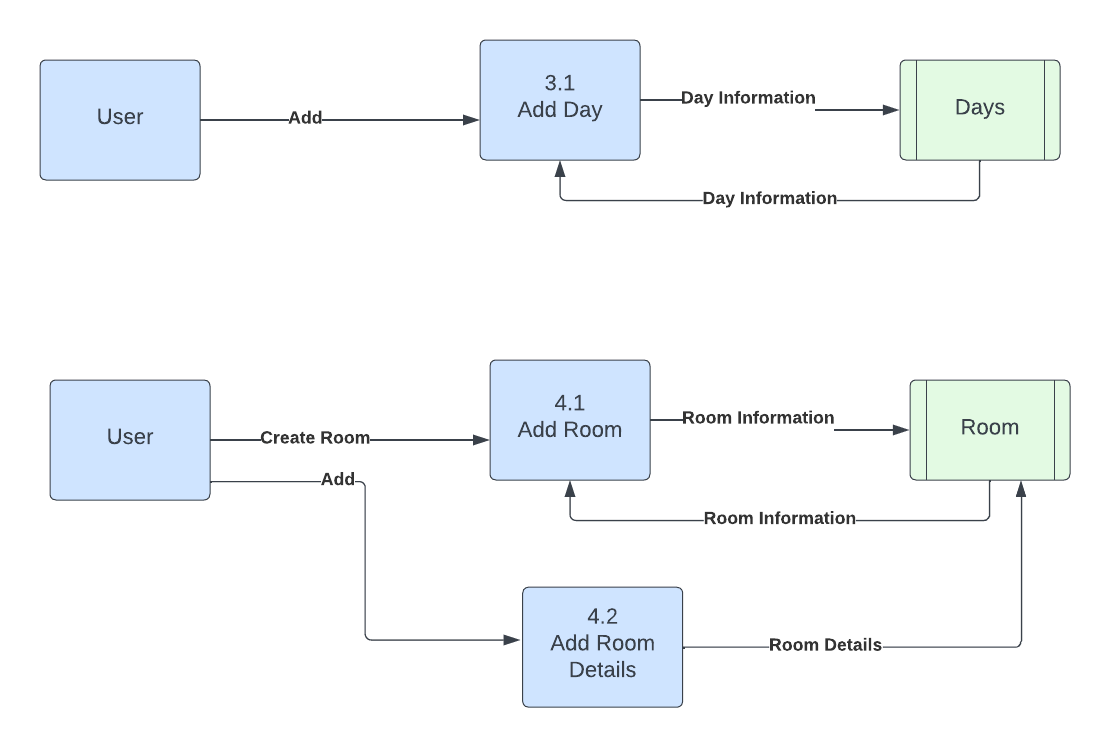 User
Add
3.1
Add Day
Day Information
Days
Day Information
User
Create Room
Add
4.1
Add Room
Room Information
Room
Room Information
4.2
Add Room
Details
Room Details